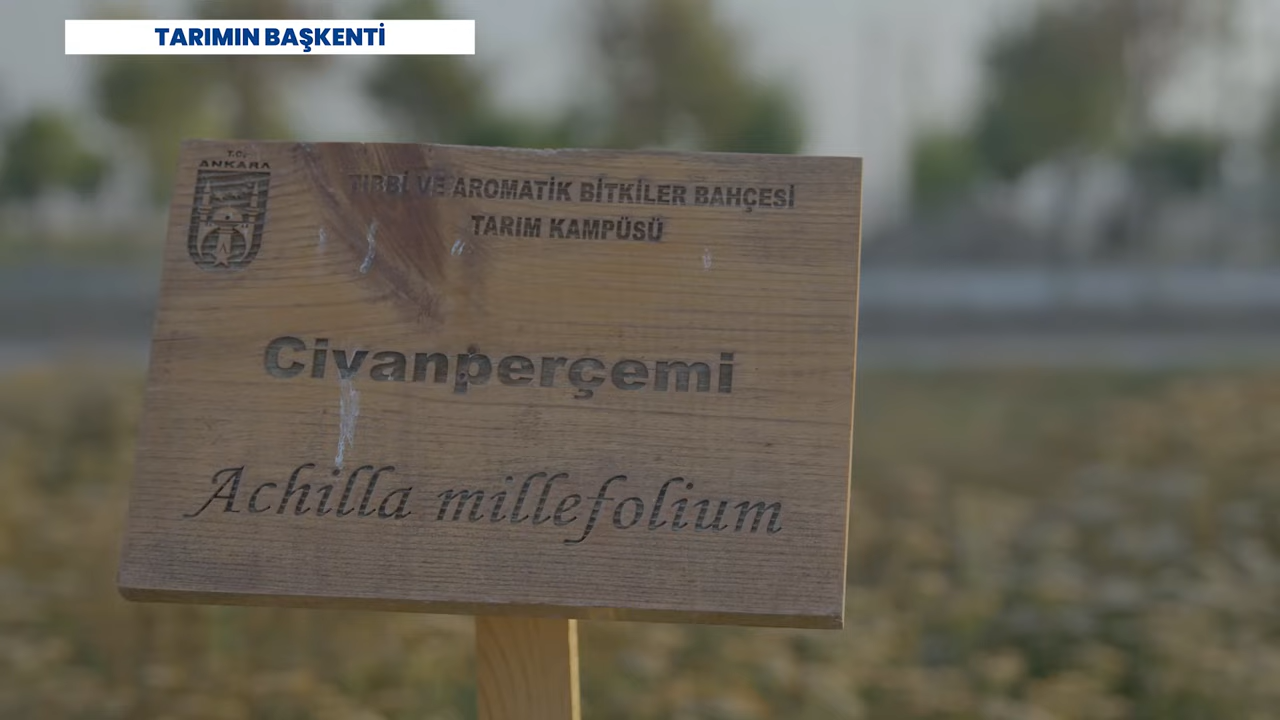 TARIMIN BAŞKENTİ
T.C.
ANKARA
TIBBİ VE AROMATİK BİTKİLER BAHÇESİ
TARIM KAMPÜSÜ
Civanperçemi
Achilla millefolium